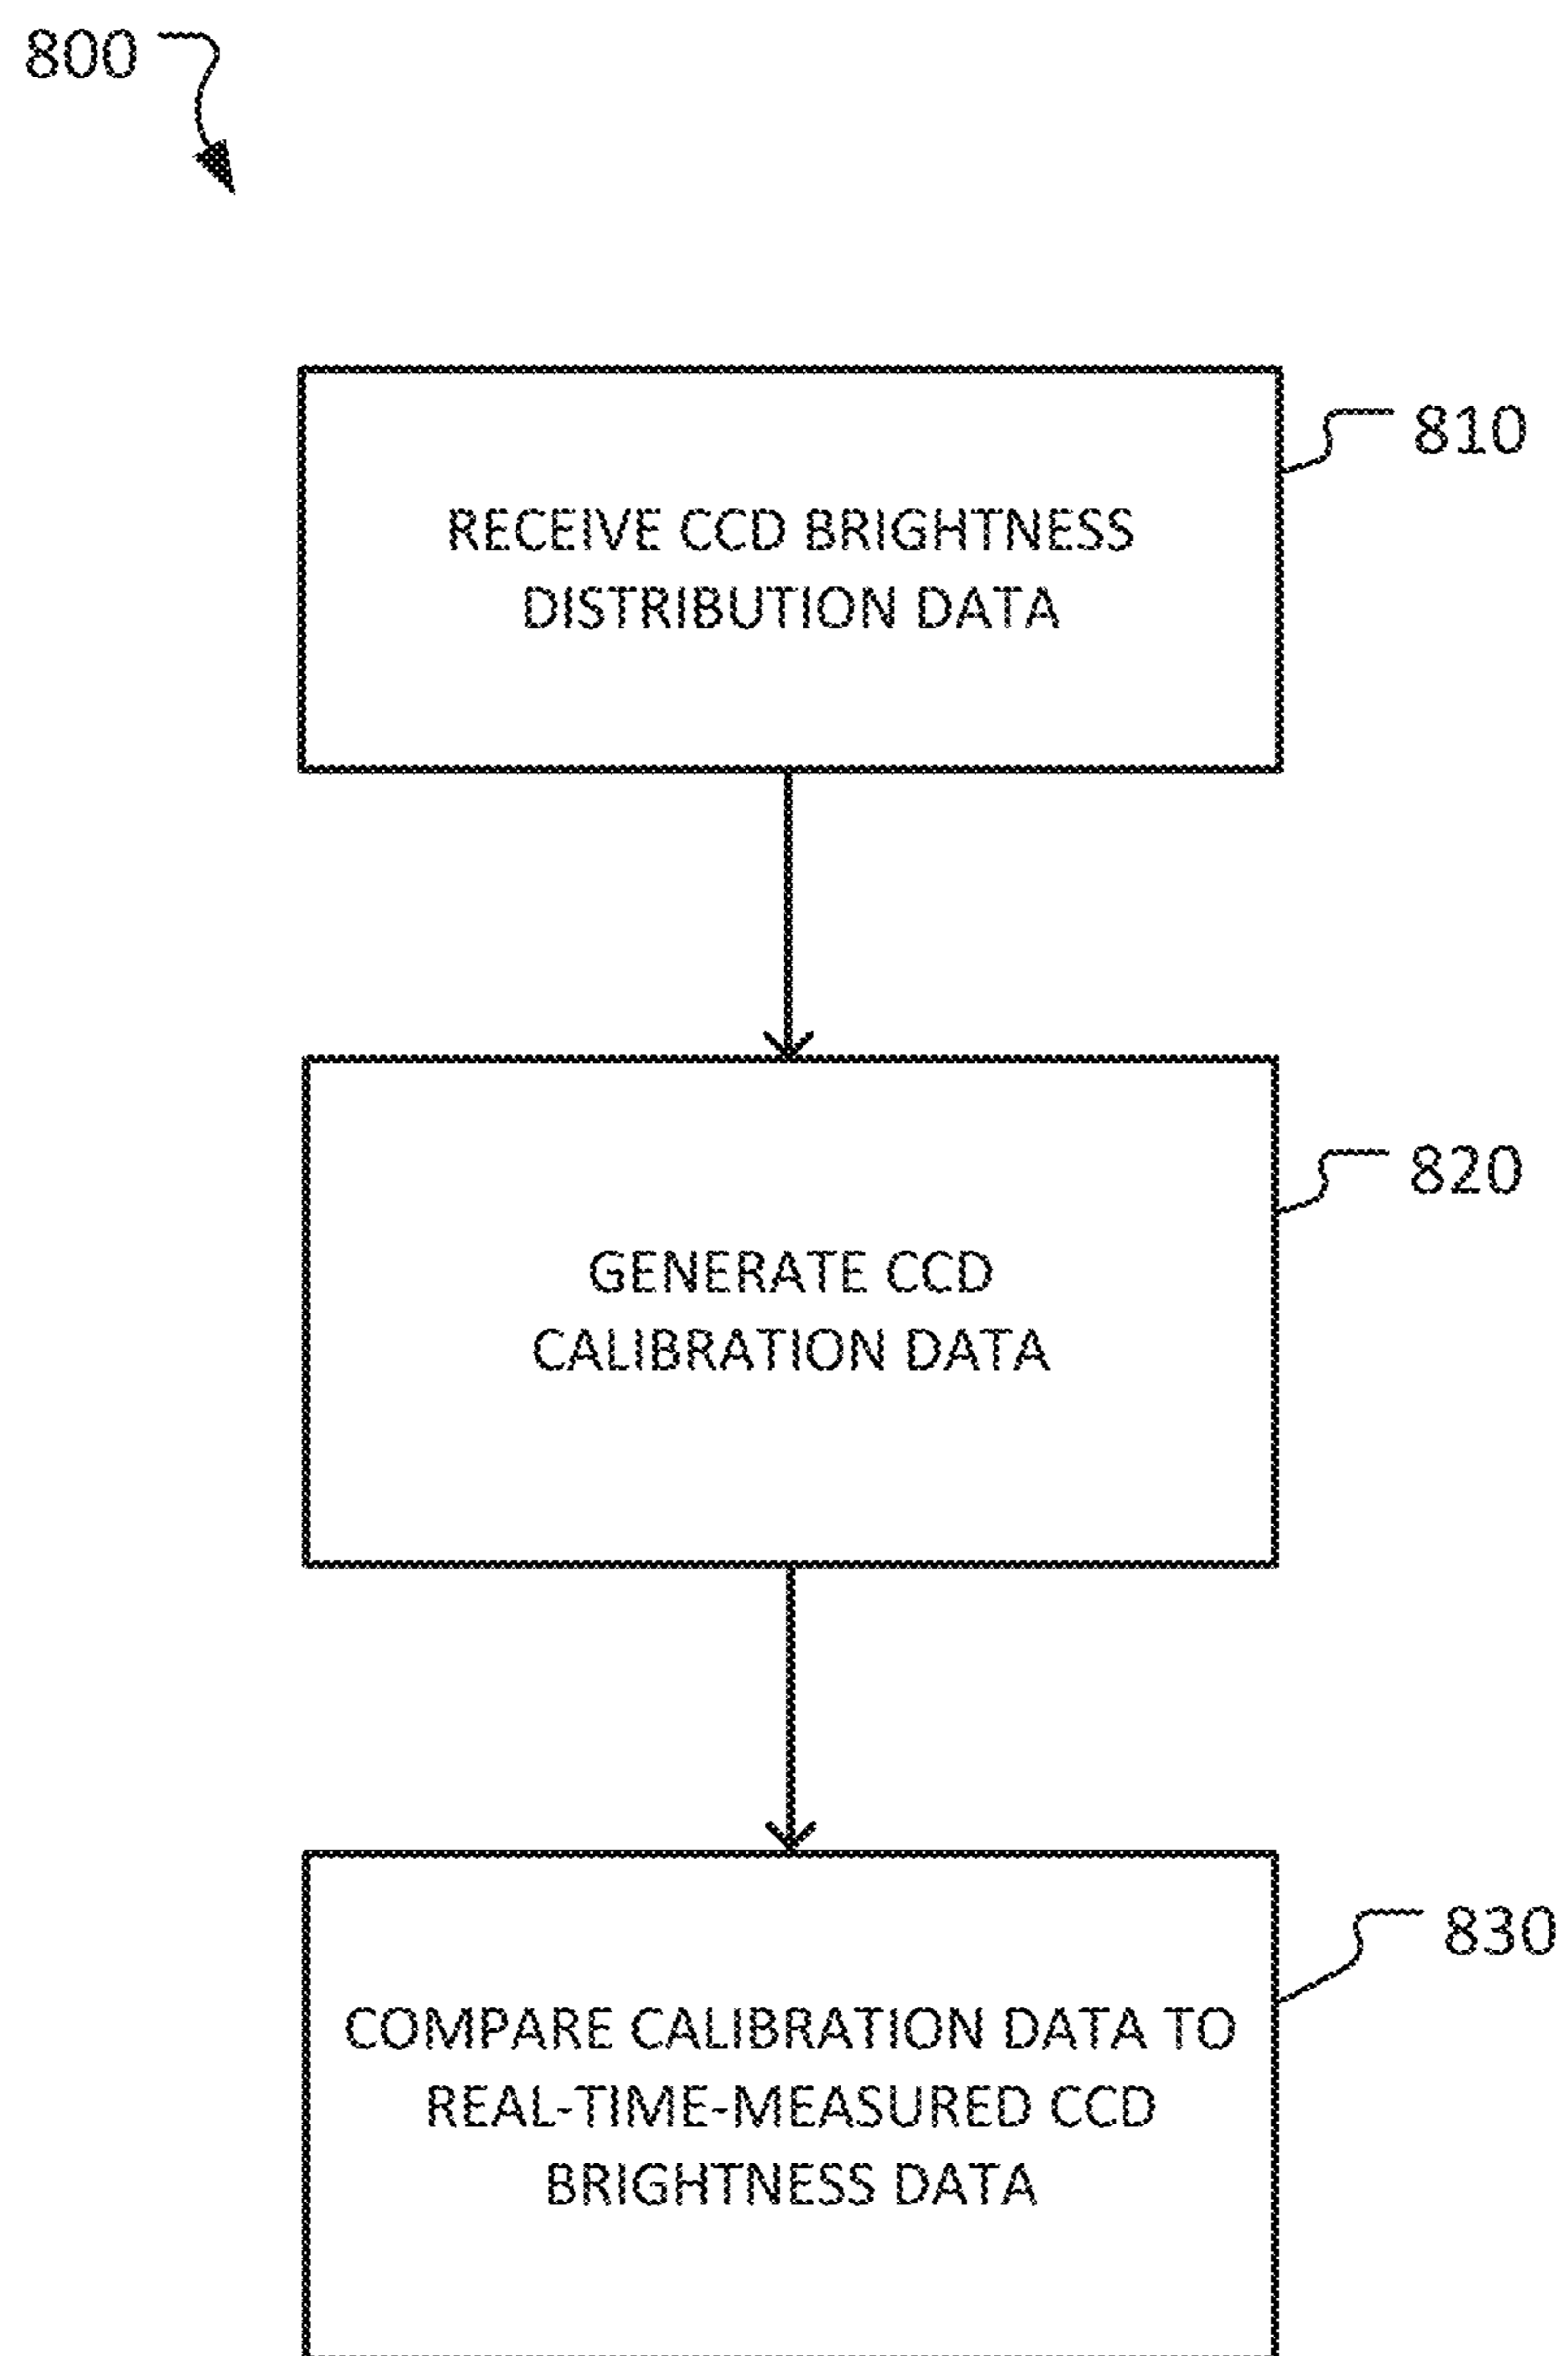 800
810
RECEIVE CCD BRIGHTNESS
DISTRIBUTION DATA
820
GENERATE CCD
CALIBRATION DATA
830
COMPARE CALIBRATION DATA TO
REAL-TIME-MEASURED CCD
BRIGHTNESS DATA